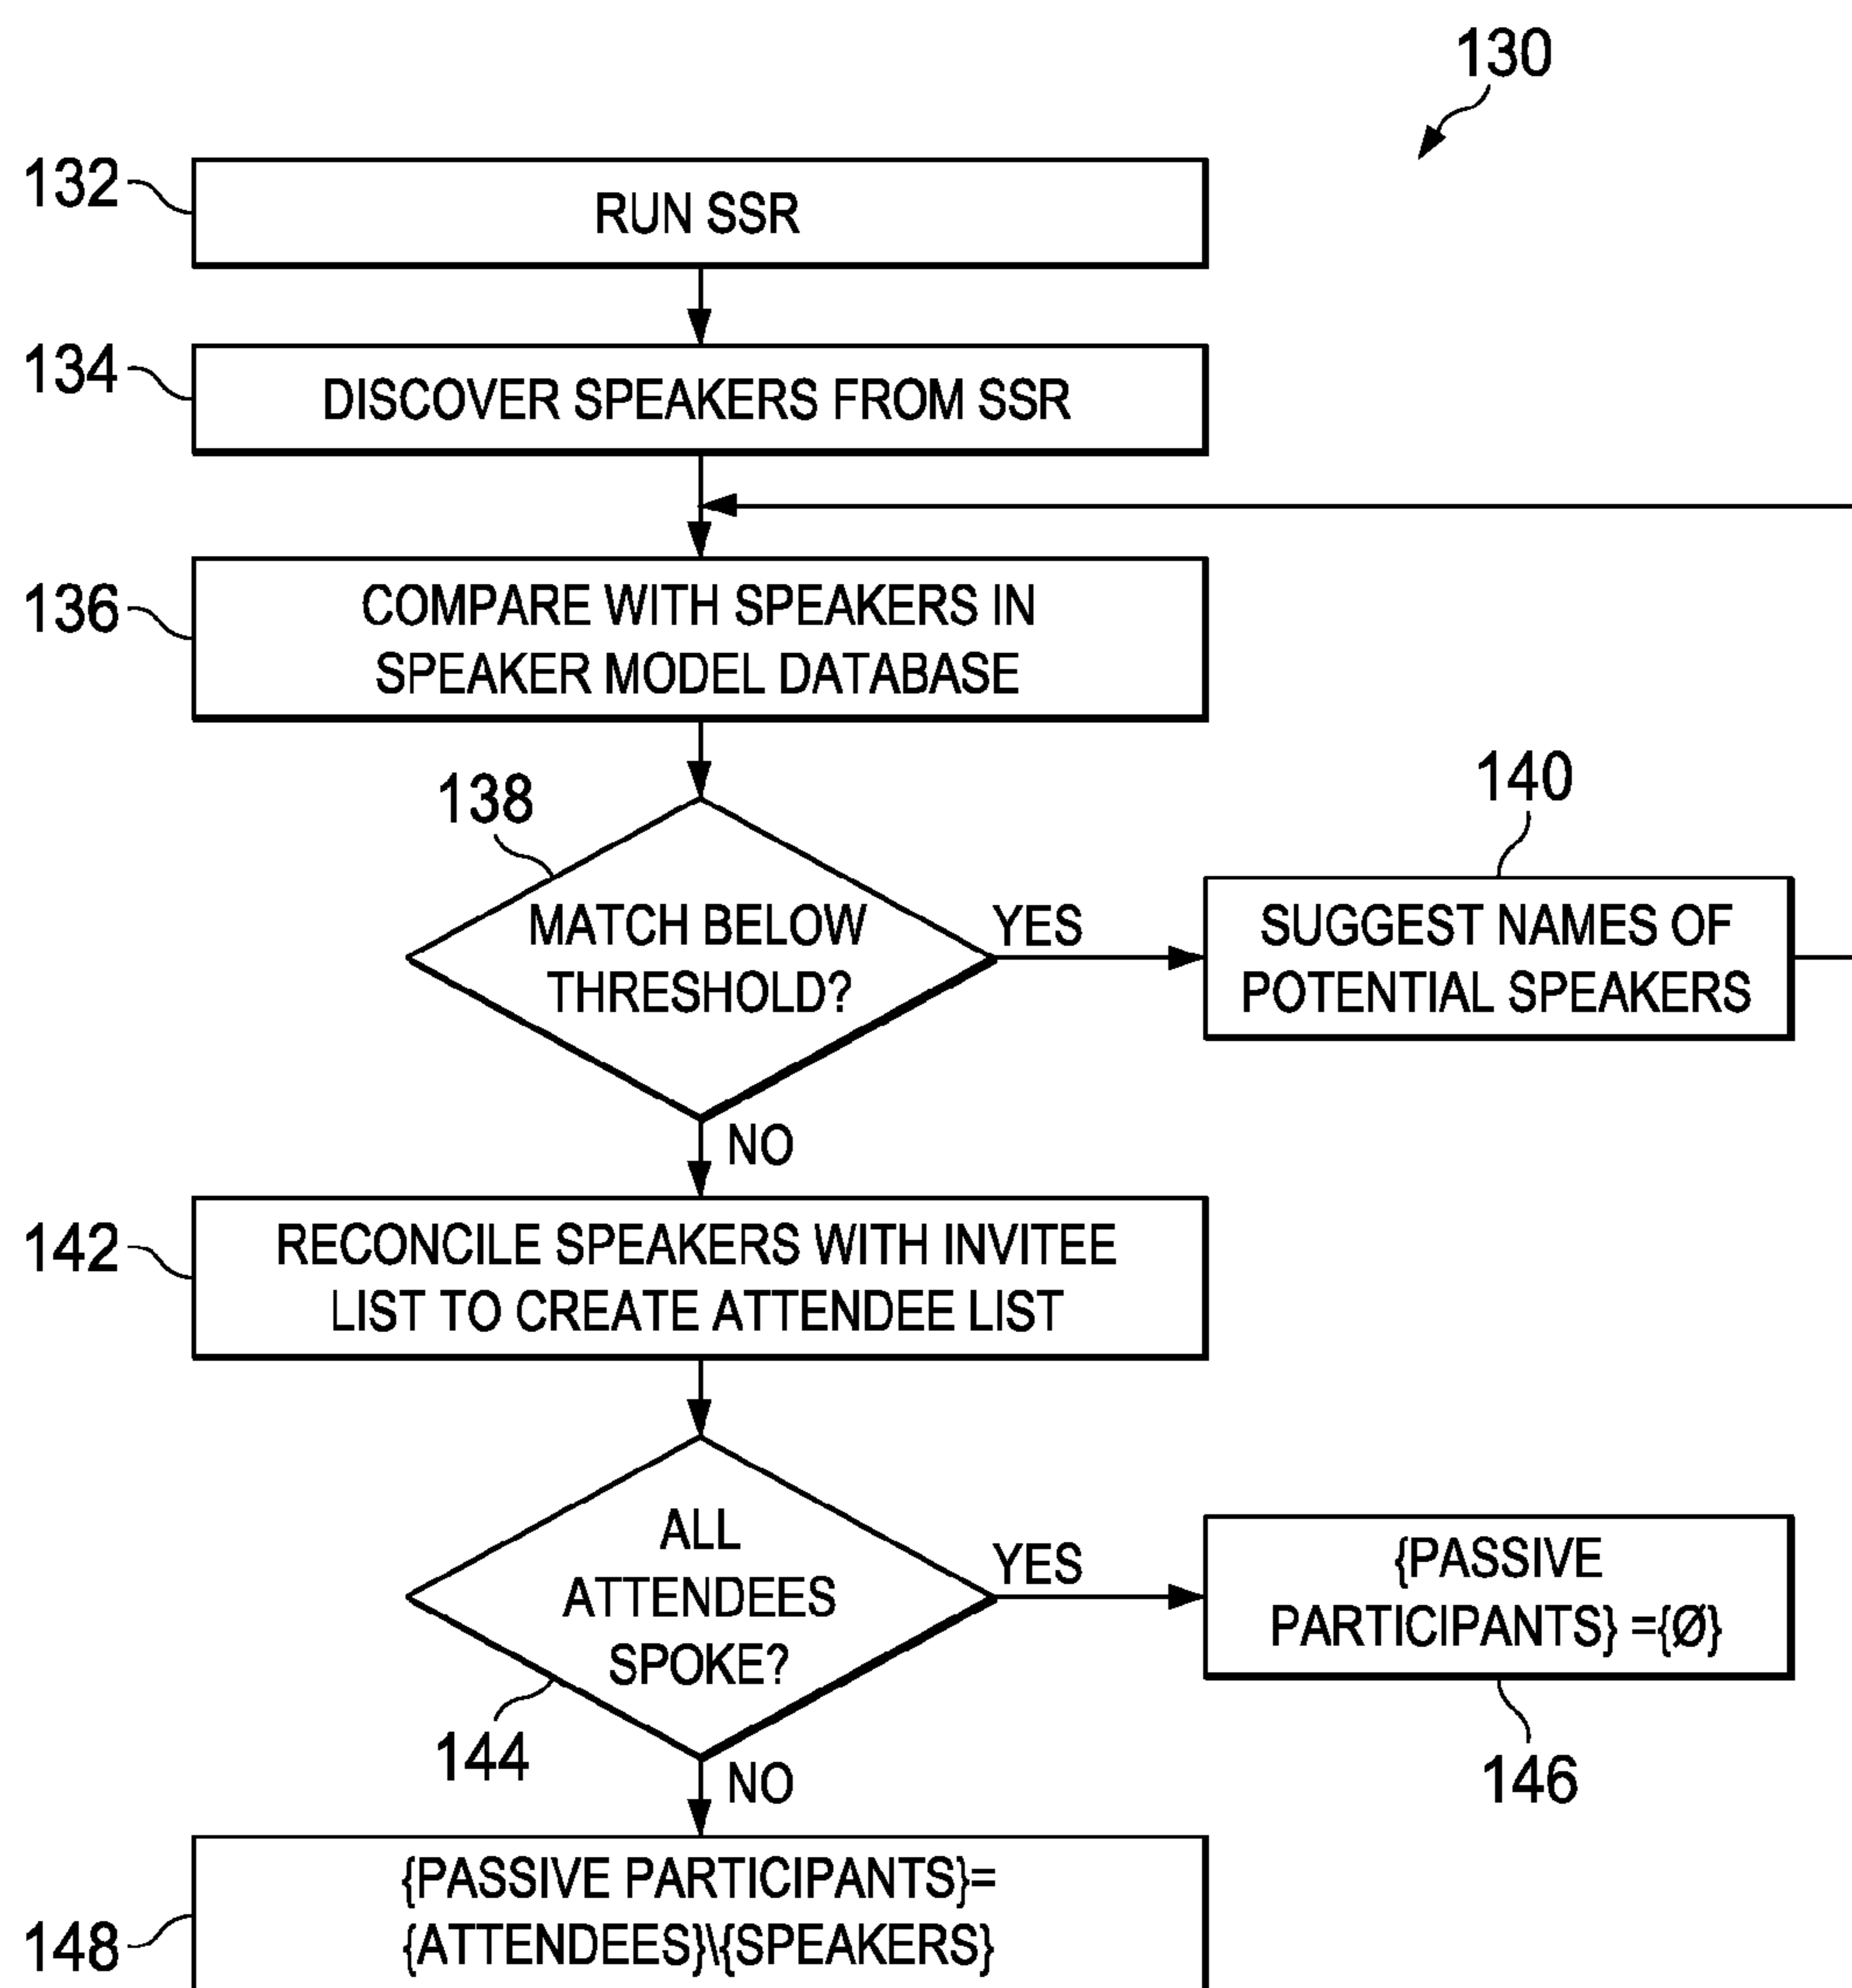 130
132
RUN SSR
134
DISCOVER SPEAKERS FROM SSR
136
COMPARE WITH SPEAKERS IN
SPEAKER MODEL DATABASE
138
MATCH BELOW
THRESHOLD?
YES
140
SUGGEST NAMES OF
POTENTIAL SPEAKERS
NO
142
RECONCILE SPEAKERS WITH INVITEE
LIST TO CREATE ATTENDEE LIST
144
ALL
ATTENDEES
SPOKE?
YES
{PASSIVE
PARTICIPANTS} ={Ø}
146
NO
148
{PASSIVE PARTICIPANTS}=
{ATTENDEES}\{SPEAKERS}